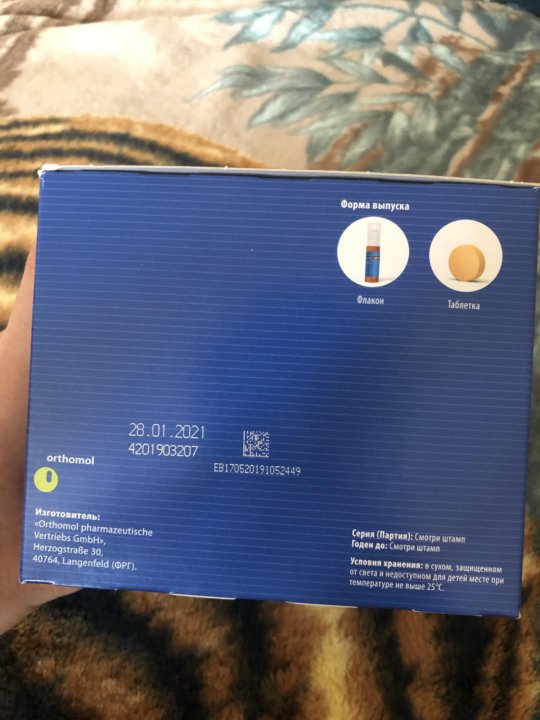 Форма выпуска
Флакон
Таблетка
28.01.2021
4201903207
EB170520191052449
orthomol
Изготовитель:
«Orthomol pharmazeutische
Vertriebs GmbH»,
Herzogstraße 30,
40764, Langenfeld (ФРГ).
Серия (Партия): Смотри штамп
Годен до: Смотри штамп
Условия хранения: в сухом, защищенном
от света и недоступном для детей месте при
температуре не выше 25°C.